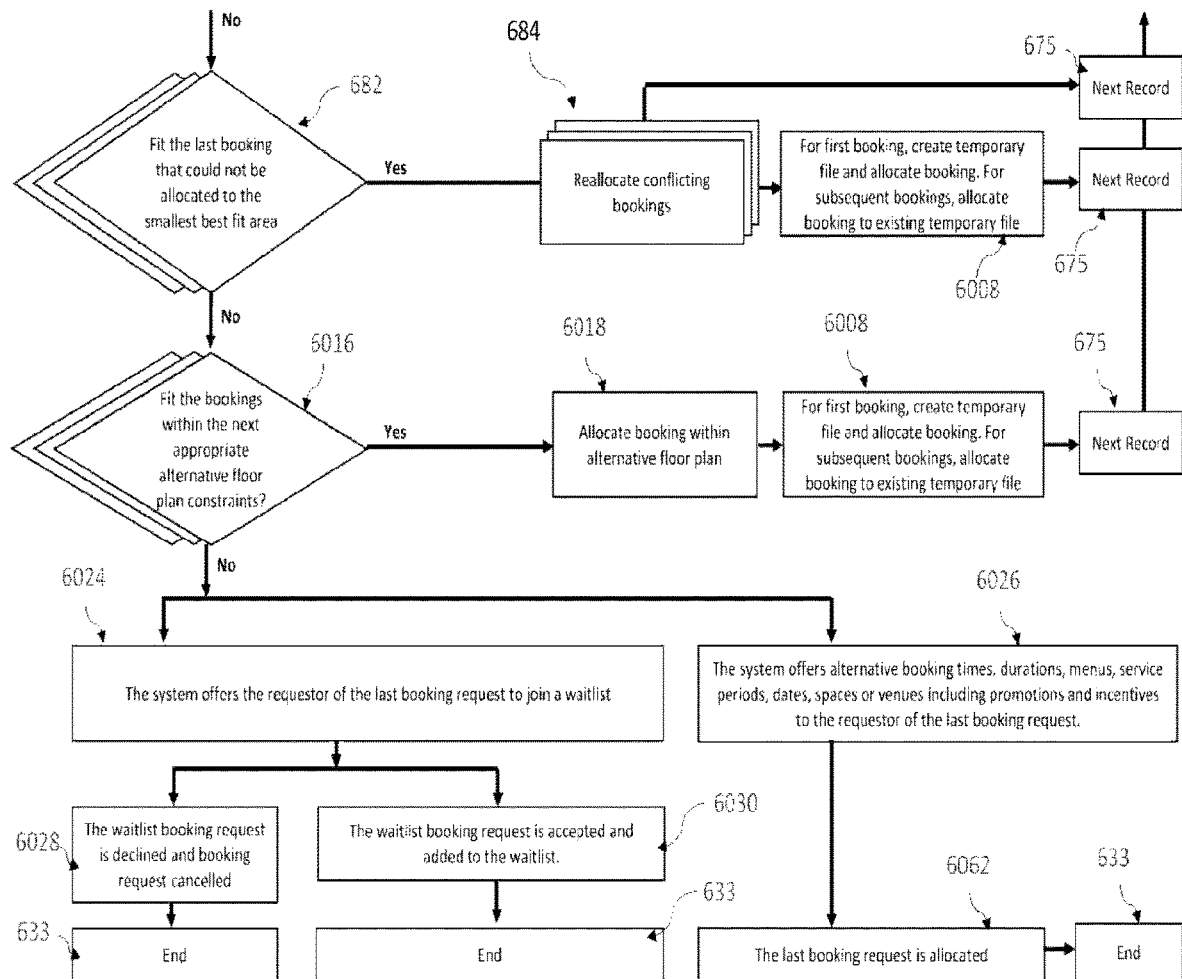 No
684
675
682
Next Record
Fit the last booking
that could not be
allocated to the
smallest best fit area
Yes
Reallocate conflicting
bookings
For first booking, create temporary
file and allocate booking. For
subsequent bookings, allocate
booking to existing temporary file
Next Record
675
6008
No
6016
6018
6008
675
Fit the bookings
within the next
appropriate
alternative floor
plan constraints?
Yes
Allocate booking within
alternative floor plan
For first booking, create temporary
file and allocate booking. For
subsequent bookings, allocate
booking to existing temporary file
Next Record
No
6024
6026
The system offers the requestor of the last booking request to join a waitlist
The system offers alternative booking times, durations, menus, service
periods, dates, spaces or venues including promotions and incentives
to the requestor of the last booking request.
6028
The waitlist booking request
is declined and booking
request cancelled
The waitlist booking request is accepted and
added to the waitlist.
6030
6062
633
633
End
End
633
The last booking request is allocated
End